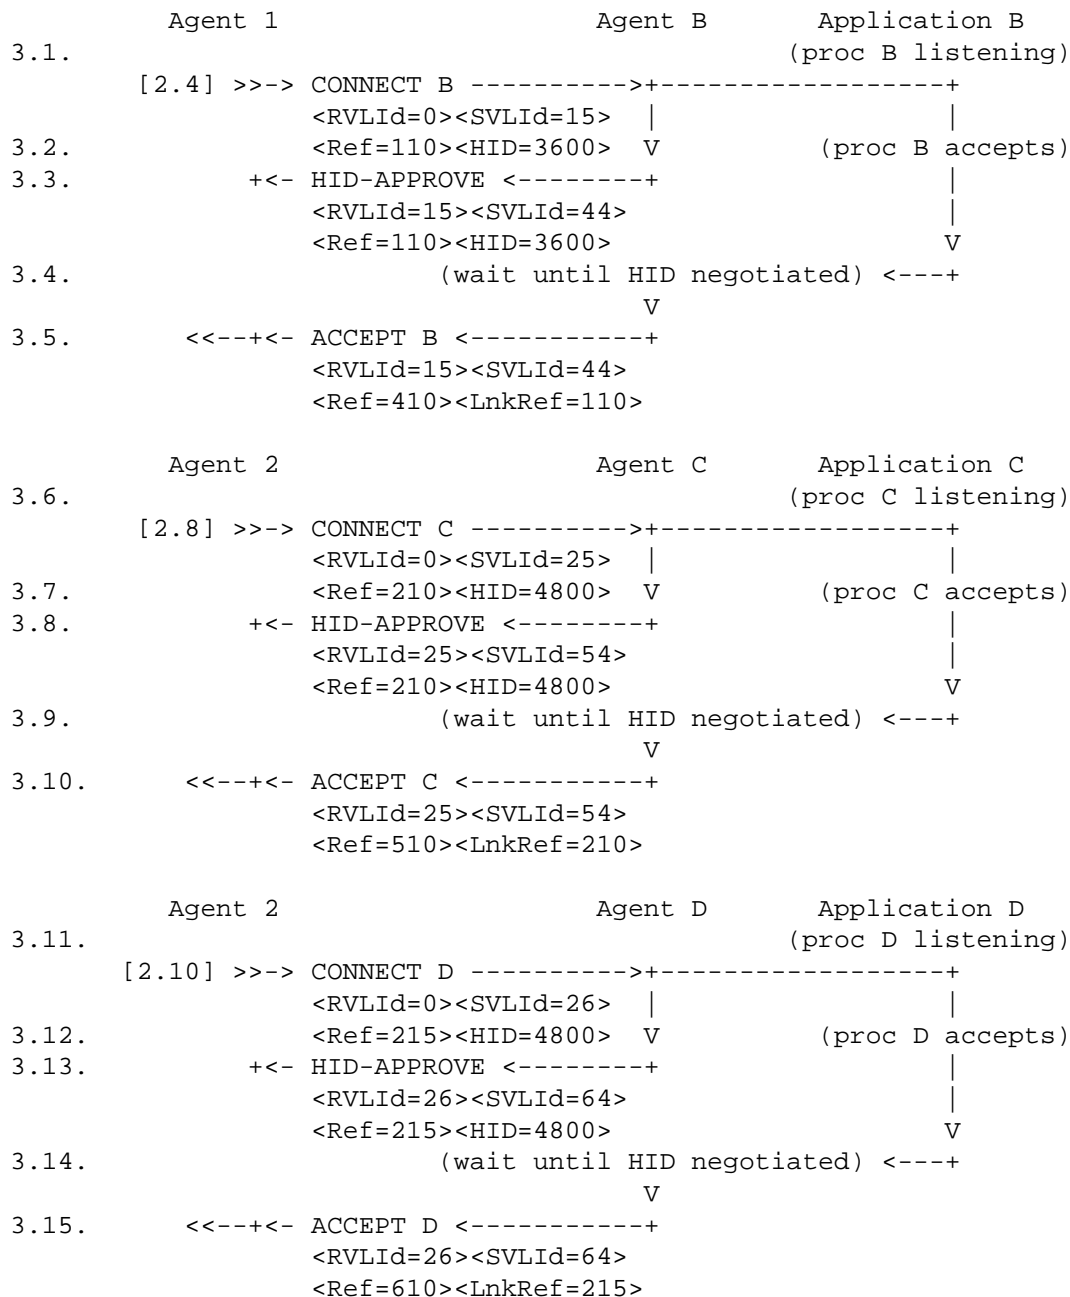 Agent 1                     Agent B       Application B
3.1.                                              (proc B listening)
        [2.4] >>-> CONNECT B ---------->+------------------+
                   <RVLId=0><SVLId=15>  |                  |
3.2.               <Ref=110><HID=3600>  V          (proc B accepts)
3.3.           +<- HID-APPROVE <--------+                  |
                   <RVLId=15><SVLId=44>                    |
                   <Ref=110><HID=3600>                     V
3.4.                       (wait until HID negotiated) <---+
                                        V
3.5.       <<--+<- ACCEPT B <-----------+
                   <RVLId=15><SVLId=44>
                   <Ref=410><LnkRef=110>

          Agent 2                     Agent C       Application C
3.6.                                              (proc C listening)
        [2.8] >>-> CONNECT C ---------->+------------------+
                   <RVLId=0><SVLId=25>  |                  |
3.7.               <Ref=210><HID=4800>  V          (proc C accepts)
3.8.           +<- HID-APPROVE <--------+                  |
                   <RVLId=25><SVLId=54>                    |
                   <Ref=210><HID=4800>                     V
3.9.                       (wait until HID negotiated) <---+
                                        V
3.10.      <<--+<- ACCEPT C <-----------+
                   <RVLId=25><SVLId=54>
                   <Ref=510><LnkRef=210>

          Agent 2                     Agent D       Application D
3.11.                                             (proc D listening)
       [2.10] >>-> CONNECT D ---------->+------------------+
                   <RVLId=0><SVLId=26>  |                  |
3.12.              <Ref=215><HID=4800>  V          (proc D accepts)
3.13.          +<- HID-APPROVE <--------+                  |
                   <RVLId=26><SVLId=64>                    |
                   <Ref=215><HID=4800>                     V
3.14.                      (wait until HID negotiated) <---+
                                        V
3.15.      <<--+<- ACCEPT D <-----------+
                   <RVLId=26><SVLId=64>
                   <Ref=610><LnkRef=215>